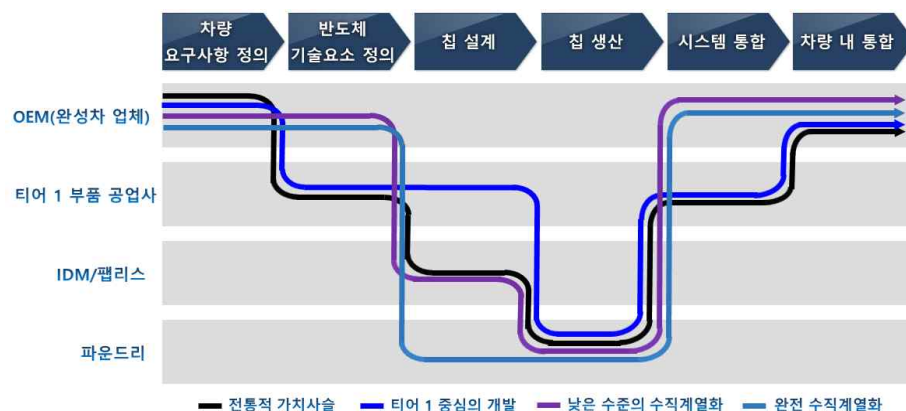 차량
요구사항 정의
반도체
기술요소 정의
칩 설계
칩 생산
시스템 통합
차량 내 통합
OEM(완성차 업체)
티어 1 부품 공업사
IDM/팹리스
파운드리
전통적 가치사슬
티어 1 중심의 개발
낮은 수준의 수직계열화
완전 수직계열화